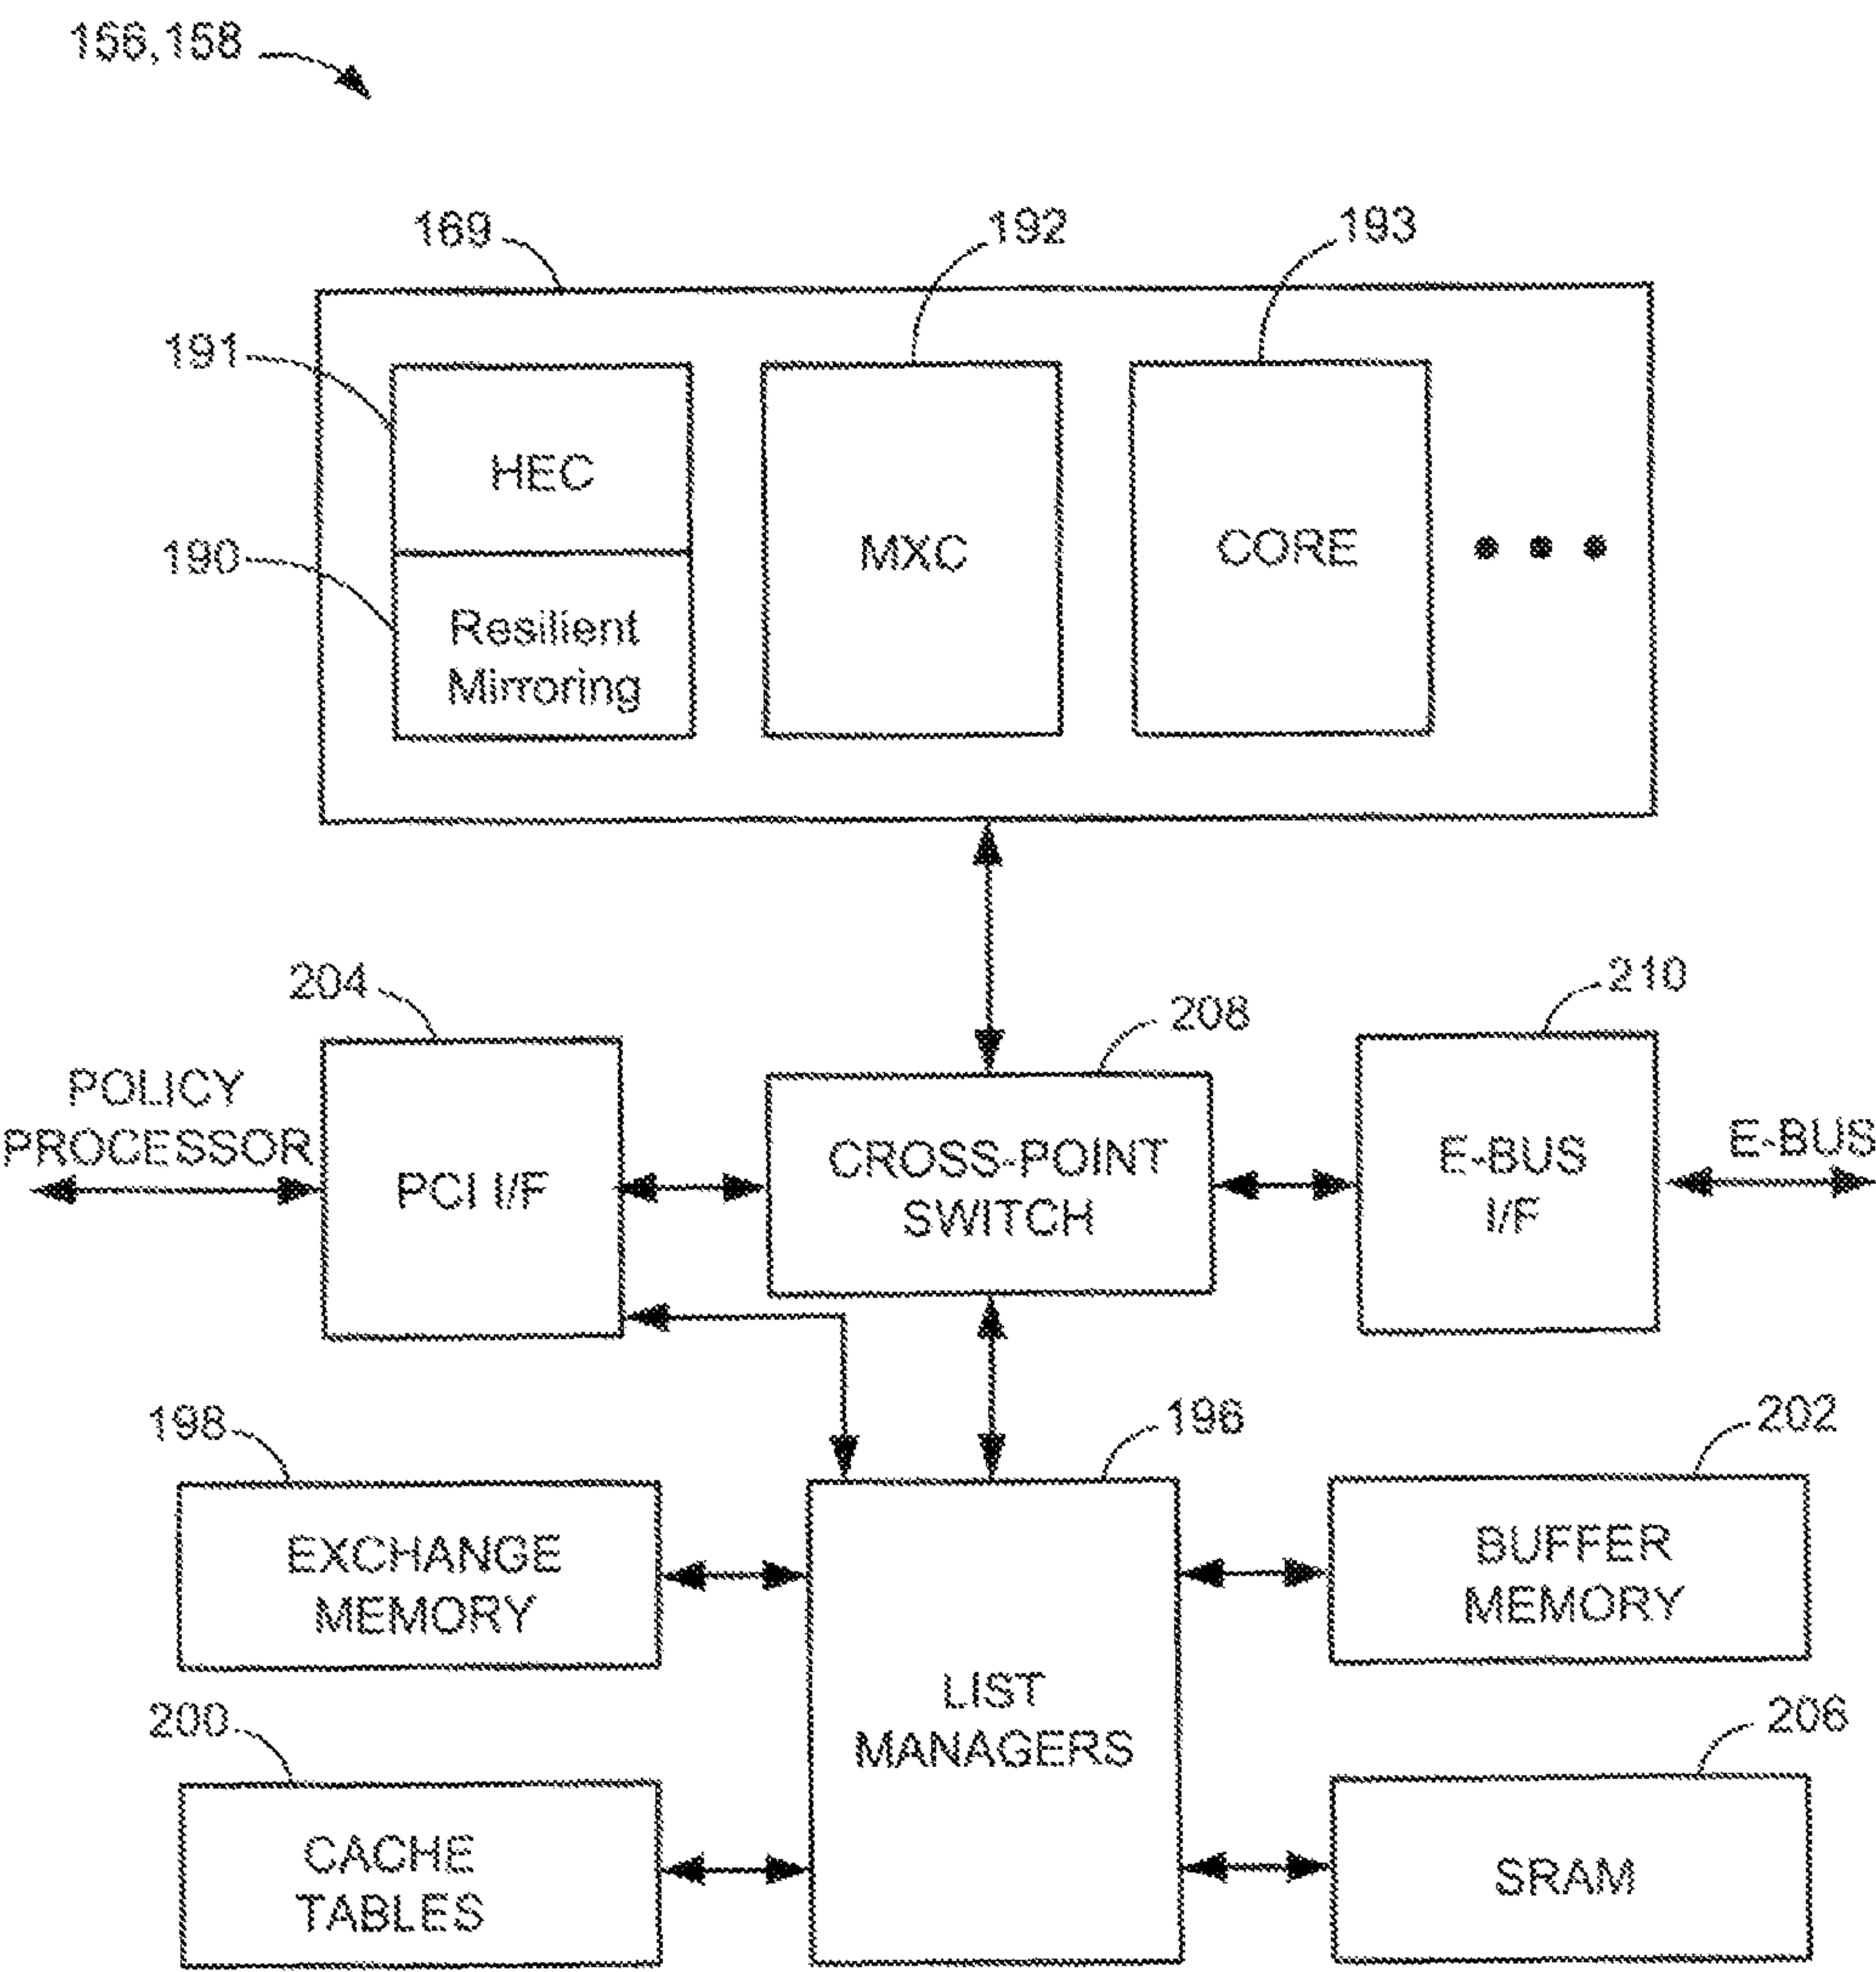 156,158
169
192
193
191
HEC
190
Resilient
Mirroring
MXC
CORE
204
208
210
POLICY
PROCESSOR
PCI I/F
CROSS-POINT
SWITCH
E-BUS
I/F
E-BUS
198
196
202
EXCHANGE
MEMORY
BUFFER
MEMORY
LIST
MANAGERS
200
206
CACHE
TABLES
SRAM